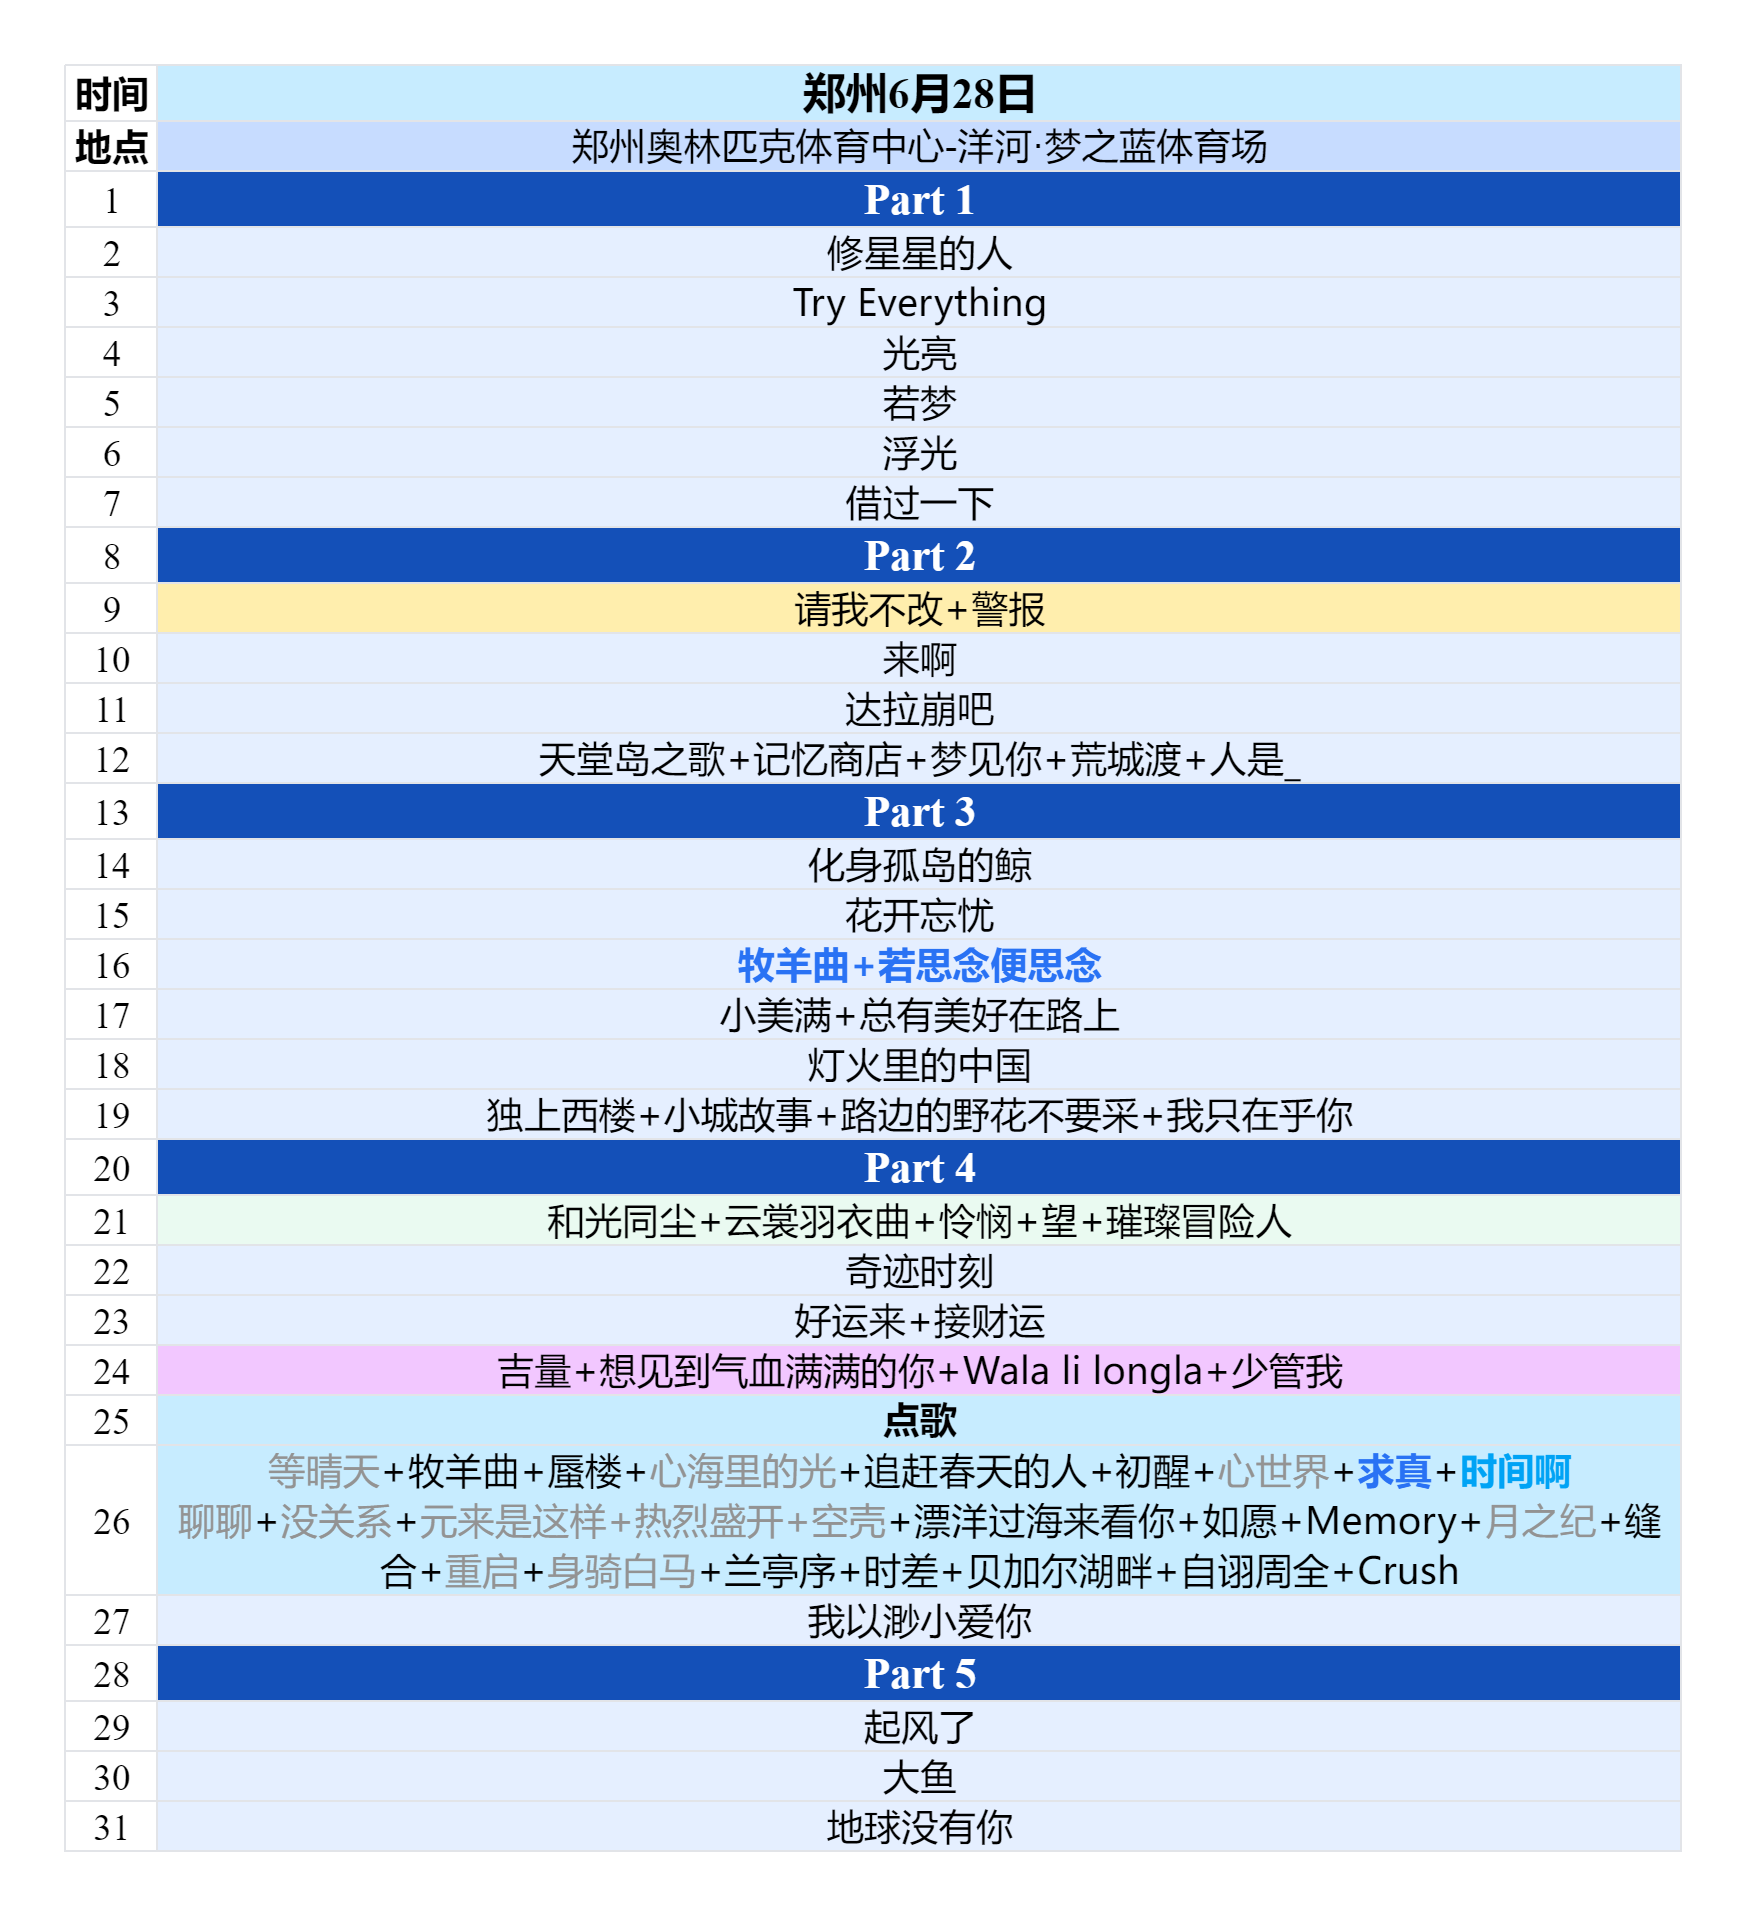 时间 郑州6月28日
地点 郑州奥林匹克体育中心-洋河·梦之蓝体育场
1 Part 1
2 修星星的人
3 Try Everything
4 光亮
5 若梦
6 浮光
7 借过一下
8 Part 2
9 请我不改+警报
10 来啊
11 达拉崩吧
12 天堂岛之歌+记忆商店+梦见你+荒城渡+人是_
13 Part 3
14 化身孤岛的鲸
15 花开忘忧
16 牧羊曲+若思念便思念
17 小美满+总有美好在路上
18 灯火里的中国
19 独上西楼+小城故事+路边的野花不要采+我只在乎你
20 Part 4
21 和光同尘+云裳羽衣曲+怜悯+望+璀璨冒险人
22 奇迹时刻
23 好运来+接财运
24 吉量+想见到气血满满的你+Wala li longla+少管我
25 点歌
26 等晴天+牧羊曲+蜃楼+心海里的光+追赶春天的人+初醒+心世界+求真+时间啊
聊聊+没关系+元来是这样+热烈盛开+空壳+漂洋过海来看你+如愿+Memory+月之纪+缝
合+重启+身骑白马+兰亭序+时差+贝加尔湖畔+自诩周全+Crush
27 我以渺小爱你
28 Part 5
29 起风了
30 大鱼
31 地球没有你